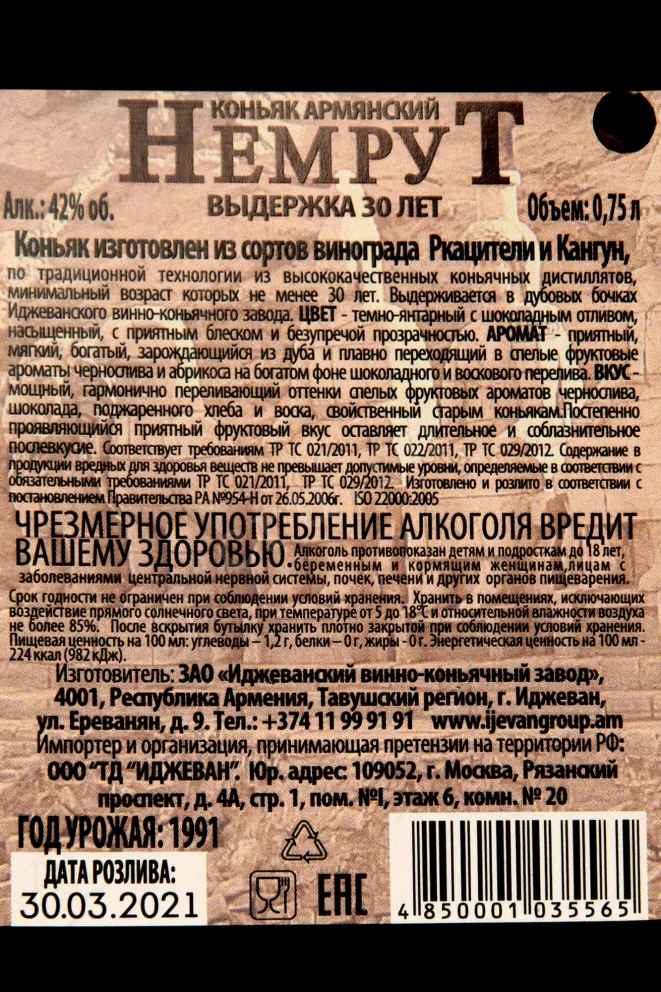 КОНЬЯК АРМЯНСКИЙ
НЕМРУТ
Алк.: 42% об.
ВЫДЕРЖКА 30 ЛЕТ
Объем: 0,75 л
Коньяк изготовлен из сортов винограда Ркацители и Кангун,
по традиционной технологии из высококачественных коньячных дистиллятов,
минимальный возраст которых не менее 30 лет. Выдерживается в дубовых бочках
Иджеванского винно-коньячного завода. ЦВЕТ - темно-янтарный с шоколадным отливом,
насыщенный, с приятным блеском и безупречой прозрачностью. АРОМАТ - приятный,
мягкий, богатый, зарождающийся из дуба и плавно переходящий в спелые фруктовые
ароматы чернослива и абрикоса на богатом фоне шоколадного и воскового перелива. ВКУС -
мощный, гармонично переливающий оттенки спелых фруктовых ароматов чернослива,
шоколада, поджаренного хлеба и воска, свойственный старым коньякам.Постепенно
проявляющийся приятный фруктовый вкус оставляет длительное и соблазнительное
послевкусие. Соответствует требованиям ТР ТС 021/2011, ТР ТС 022/2011, ТР ТС 029/2012. Содержание в
продукции вредных для здоровья веществ не превышает допустимые уровни, определяемые в соответствии с
обязательными требованиями ТР ТС 021/2011, ТР ТС 029/2012. Изготовлено и розлито в соответствии с
постановлением Правительства РА №954-Н от 26.05.2006г. ISO 22000:2005
ЧРЕЗМЕРНОЕ УПОТРЕБЛЕНИЕ АЛКОГОЛЯ ВРЕДИТ
ВАШЕМУ ЗДОРОВЬЮ. Алкоголь противопоказан детям и подросткам до 18 лет,
беременным и кормящим женщинам,лицам с
заболеваниями центральной нервной системы, почек, печени и других органов пищеварения.
Срок годности не ограничен при соблюдении условий хранения. Хранить в помещениях, исключающих
воздействие прямого солнечного света, при температуре от 5 до 18°С и относительной влажности воздуха
не более 85%. После вскрытия бутылку хранить плотно закрытой при соблюдении условий хранения.
Пищевая ценность на 100 мл: углеводы – 1,2 г, белки – 0 г, жиры - 0 г. Энергетическая ценность на 100 мл -
224 ккал (982 кДж).
Изготовитель: ЗАО «Иджеванский винно-коньячный завод»,
4001, Республика Армения, Тавушский регион, г. Иджеван,
ул. Ереванян, д. 9. Тел.: +374 11 99 91 91 www.ijevangroup.am
Импортер и организация, принимающая претензии на территории РФ:
ООО “ТД “ИДЖЕВАН”. Юр. адрес: 109052, г. Москва, Рязанский
проспект, д. 4А, стр. 1, пом. №I, этаж 6, комн. № 20
ГОД УРОЖАЯ: 1991
ДАТА РОЗЛИВА:
30.03.2021
EAC
4 850001 035565